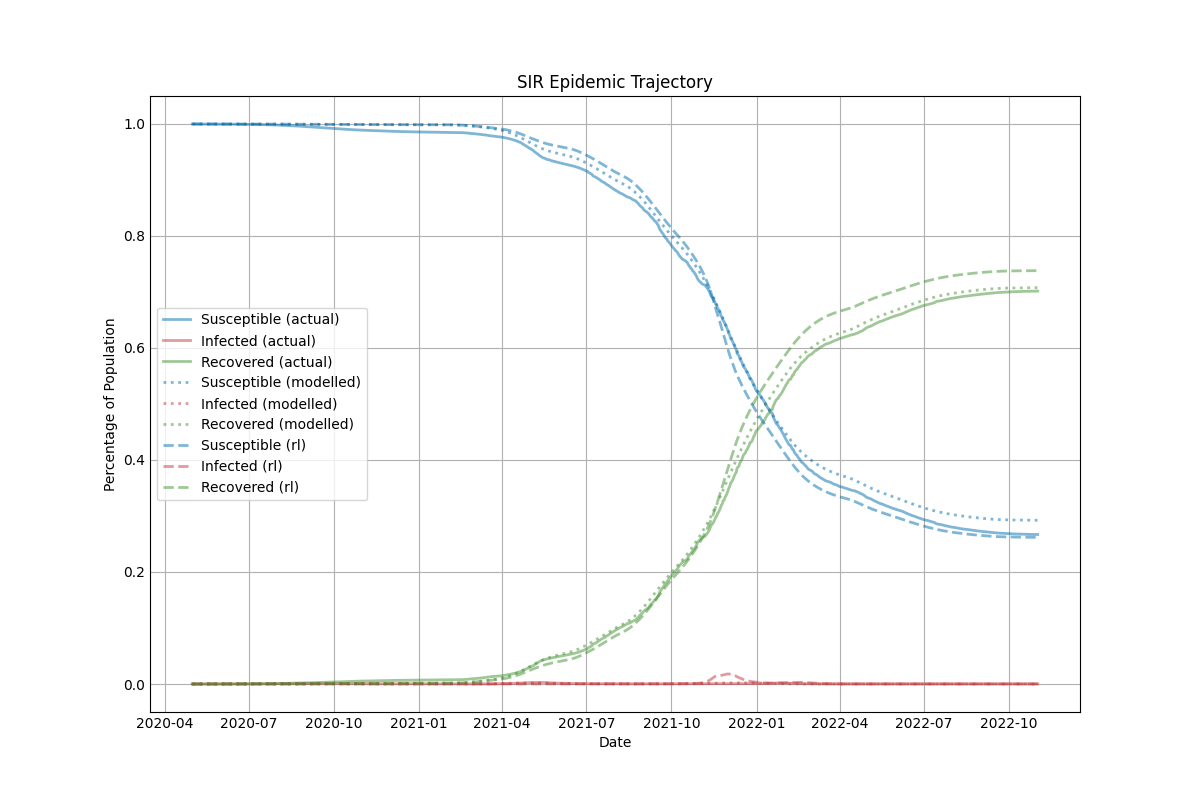 SIR Epidemic Trajectory
Percentage of Population
1.0
0.8
0.6
0.4
0.2
0.0
Susceptible (actual)
Infected (actual)
Recovered (actual)
Susceptible (modelled)
Infected (modelled)
Recovered (modelled)
Susceptible (rl)
Infected (rl)
Recovered (rl)
2020-04 2020-07 2020-10 2021-01 2021-04 2021-07 2021-10 2022-01 2022-04 2022-07 2022-10
Date